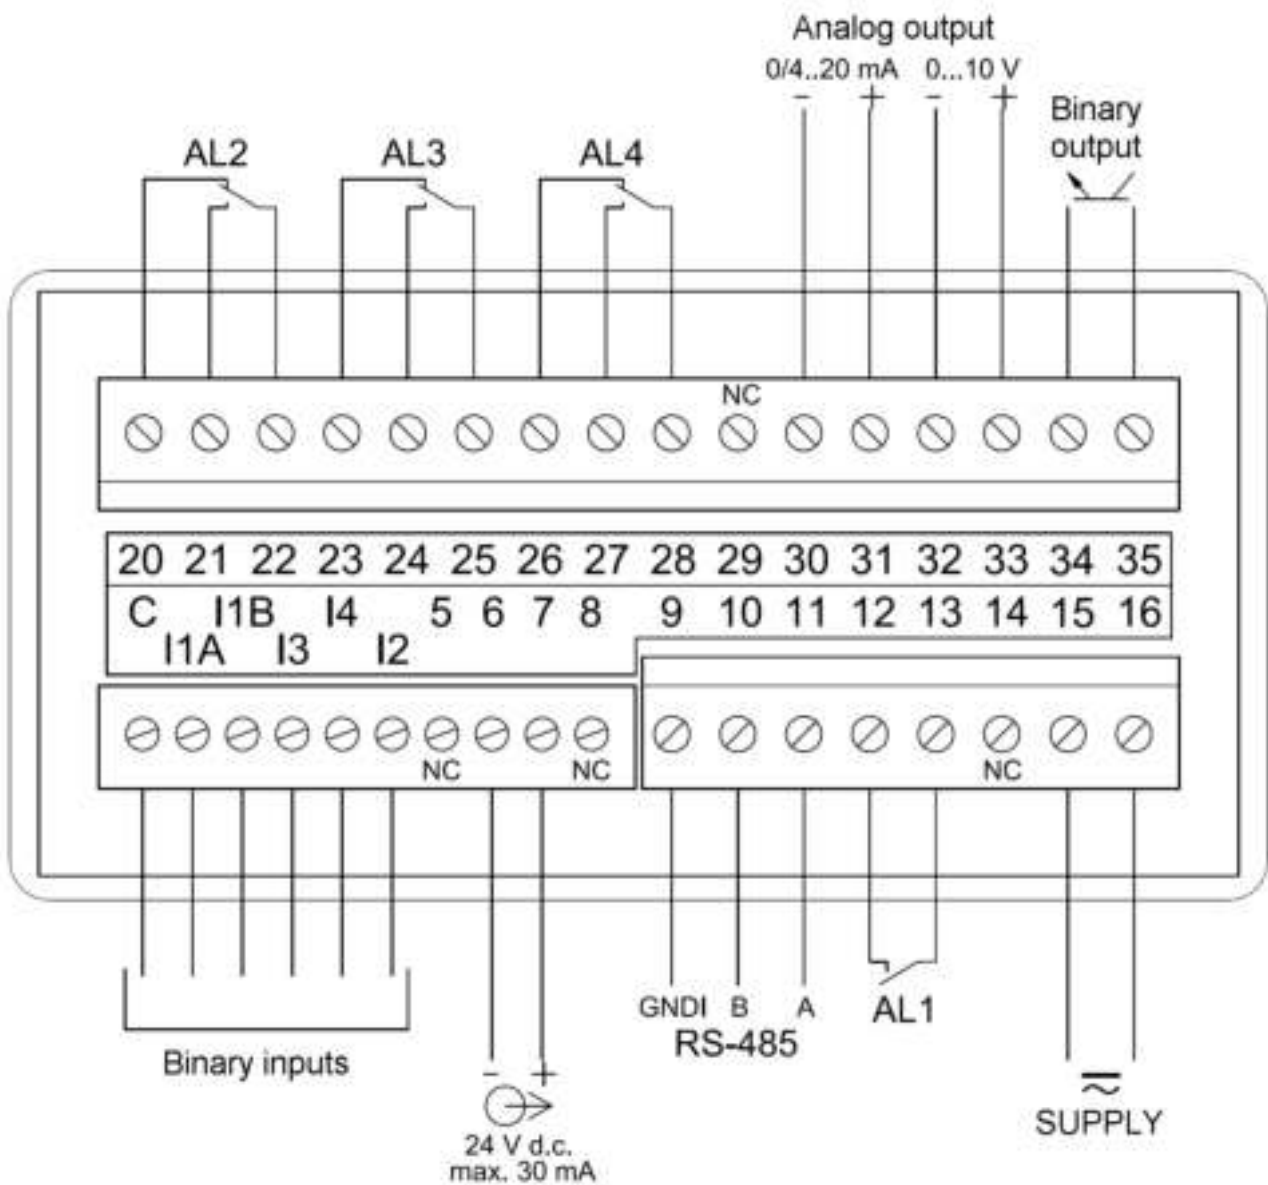 Analog output
0/4..20 mA 0...10 V
- + - +
Binary
output
AL2 AL3 AL4
NC
20 21 22 23 24 25 26 27 28 29 30 31 32 33 34 35
C I1B I4 5 6 7 8 9 10 11 12 13 14 15 16
I1A I3 I2
NC NC NC
GNDI B A
RS-485
AL1
Binary inputs
- +
24 V d.c.
max. 30 mA
SUPPLY